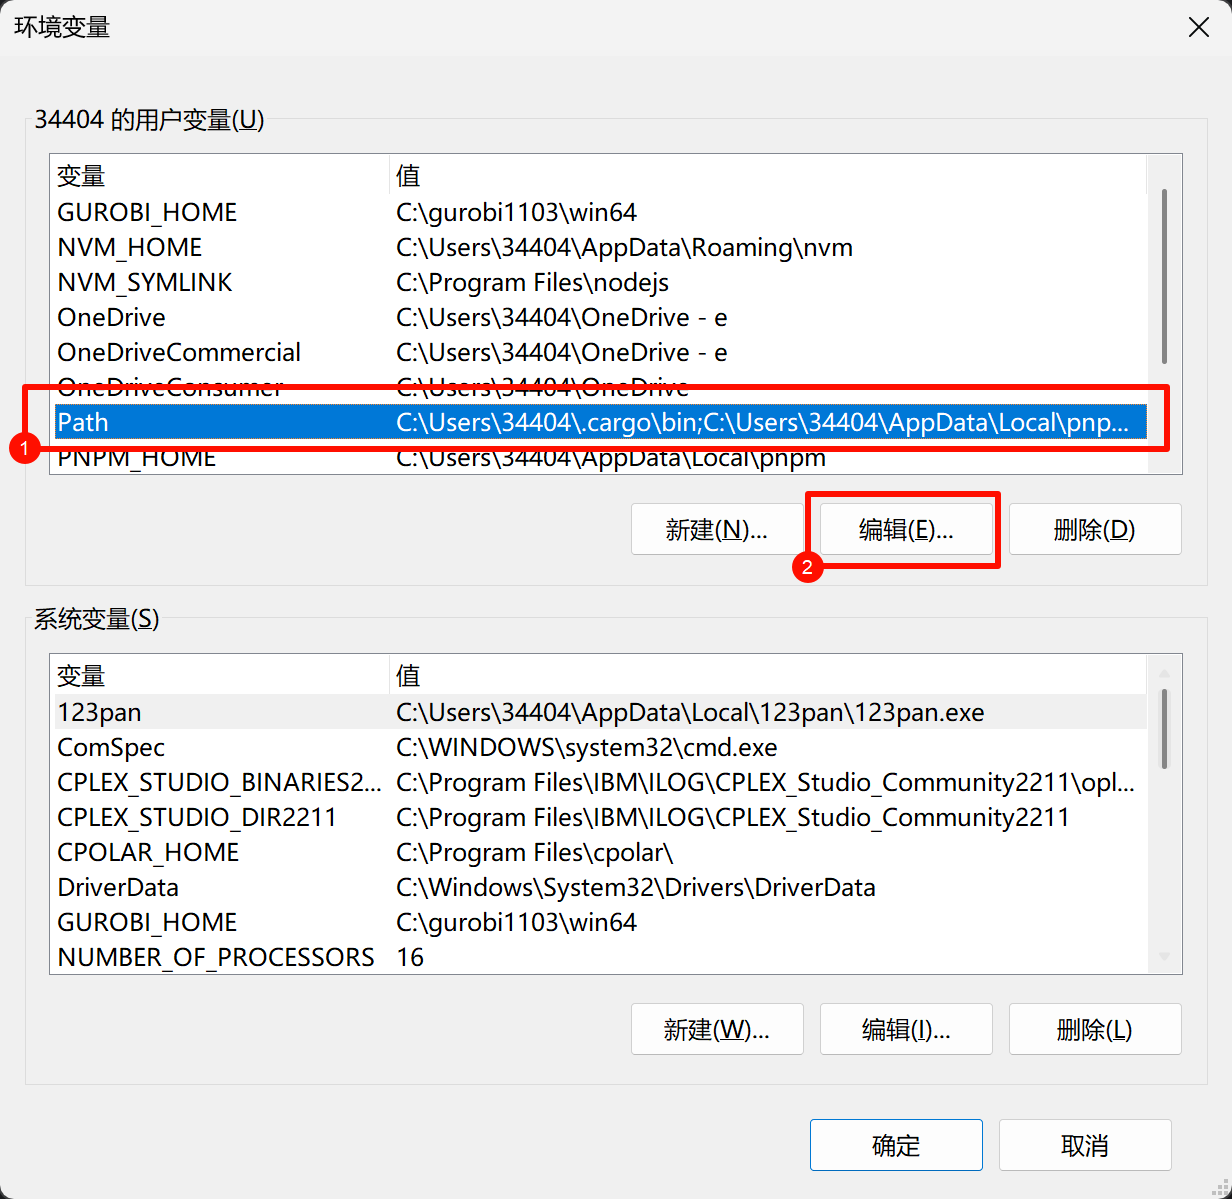 环境变量
34404 的用户变量(U)
变量 值
GUROBI_HOME C:\gurobi1103\win64
NVM_HOME C:\Users\34404\AppData\Roaming\nvm
NVM_SYMLINK C:\Program Files\nodejs
OneDrive C:\Users\34404\OneDrive - e
OneDriveCommercial C:\Users\34404\OneDrive - e
OneDriveConsumer C:\Users\34404\OneDrive
Path C:\Users\34404\.cargo\bin;C:\Users\34404\AppData\Local\pnp...
1
PNPM_HOME C:\Users\34404\AppData\Local\pnpm
新建(N)... 编辑(E)... 删除(D)
2
系统变量(S)
变量 值
123pan C:\Users\34404\AppData\Local\123pan\123pan.exe
ComSpec C:\WINDOWS\system32\cmd.exe
CPLEX_STUDIO_BINARIES2... C:\Program Files\IBM\ILOG\CPLEX_Studio_Community2211\opl...
CPLEX_STUDIO_DIR2211 C:\Program Files\IBM\ILOG\CPLEX_Studio_Community2211
CPOLAR_HOME C:\Program Files\cpolar\
DriverData C:\Windows\System32\Drivers\DriverData
GUROBI_HOME C:\gurobi1103\win64
NUMBER_OF_PROCESSORS 16
新建(W)... 编辑(I)... 删除(L)
确定 取消